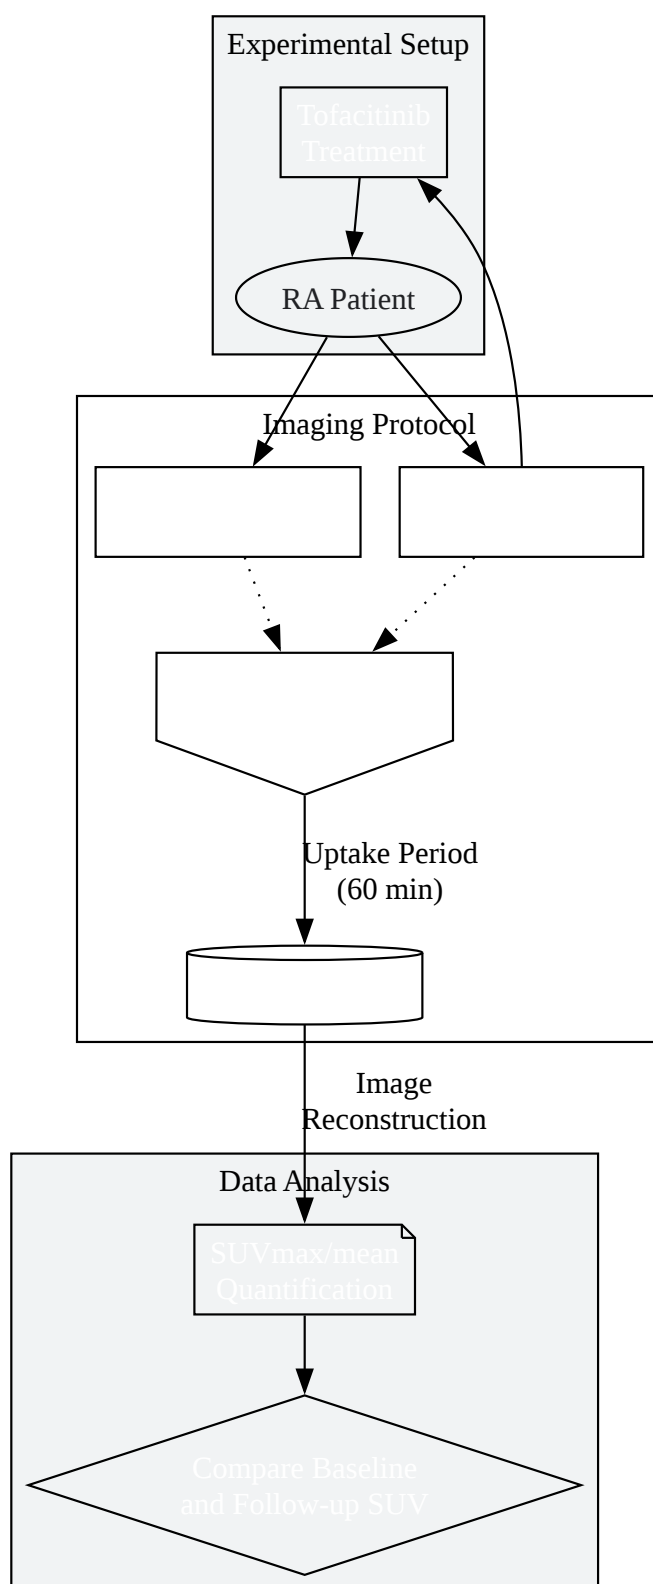 Experimental Setup
Tofacitinib
Treatment
RA Patient
Imaging Protocol
Uptake Period
(60 min)
Image
Reconstruction
Data Analysis
SUVmax/mean
Quantification
Compare Baseline
and Follow-up SUV